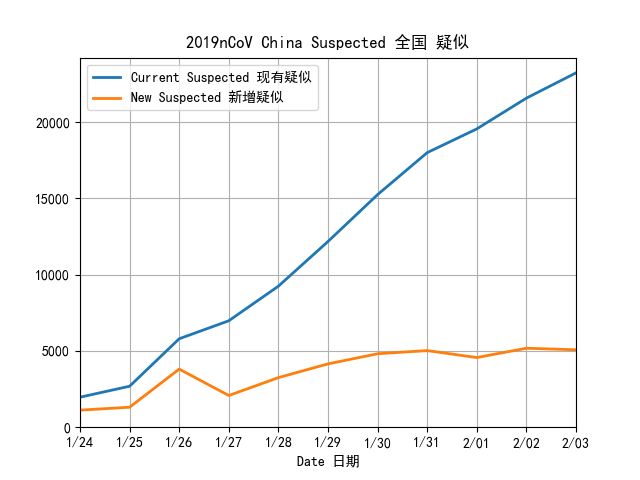 2019nCoV China Suspected 全国 疑似
Current Suspected 现有疑似
New Suspected 新增疑似
20000
15000
10000
5000
0
1/24 1/25 1/26 1/27 1/28 1/29 1/30 1/31 2/01 2/02 2/03
Date 日期